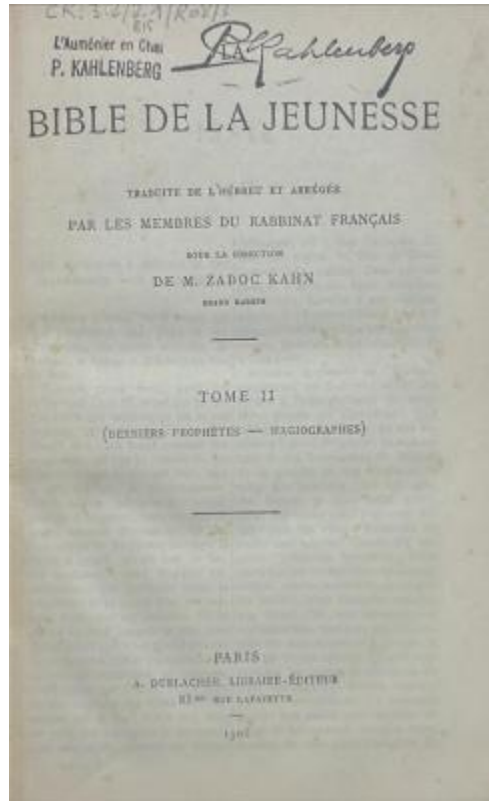 L'Aumônier en Chef
P. KAHLENBERG
P. Kahlenberg
LA
BIBLE DE LA JEUNESSE
TRADUITE DE L'HÉBREU ET ABRÉGÉE
PAR LES MEMBRES DU RABBINAT FRANÇAIS
SOUS LA DIRECTION
DE M. ZADOC KAHN
GRAND RABBIN
TOME II
(DERNIERS PROPHÈTES — HAGIOGRAPHES)
PARIS
A. DURLACHER, LIBRAIRE-ÉDITEUR
RUE LAFAYETTE